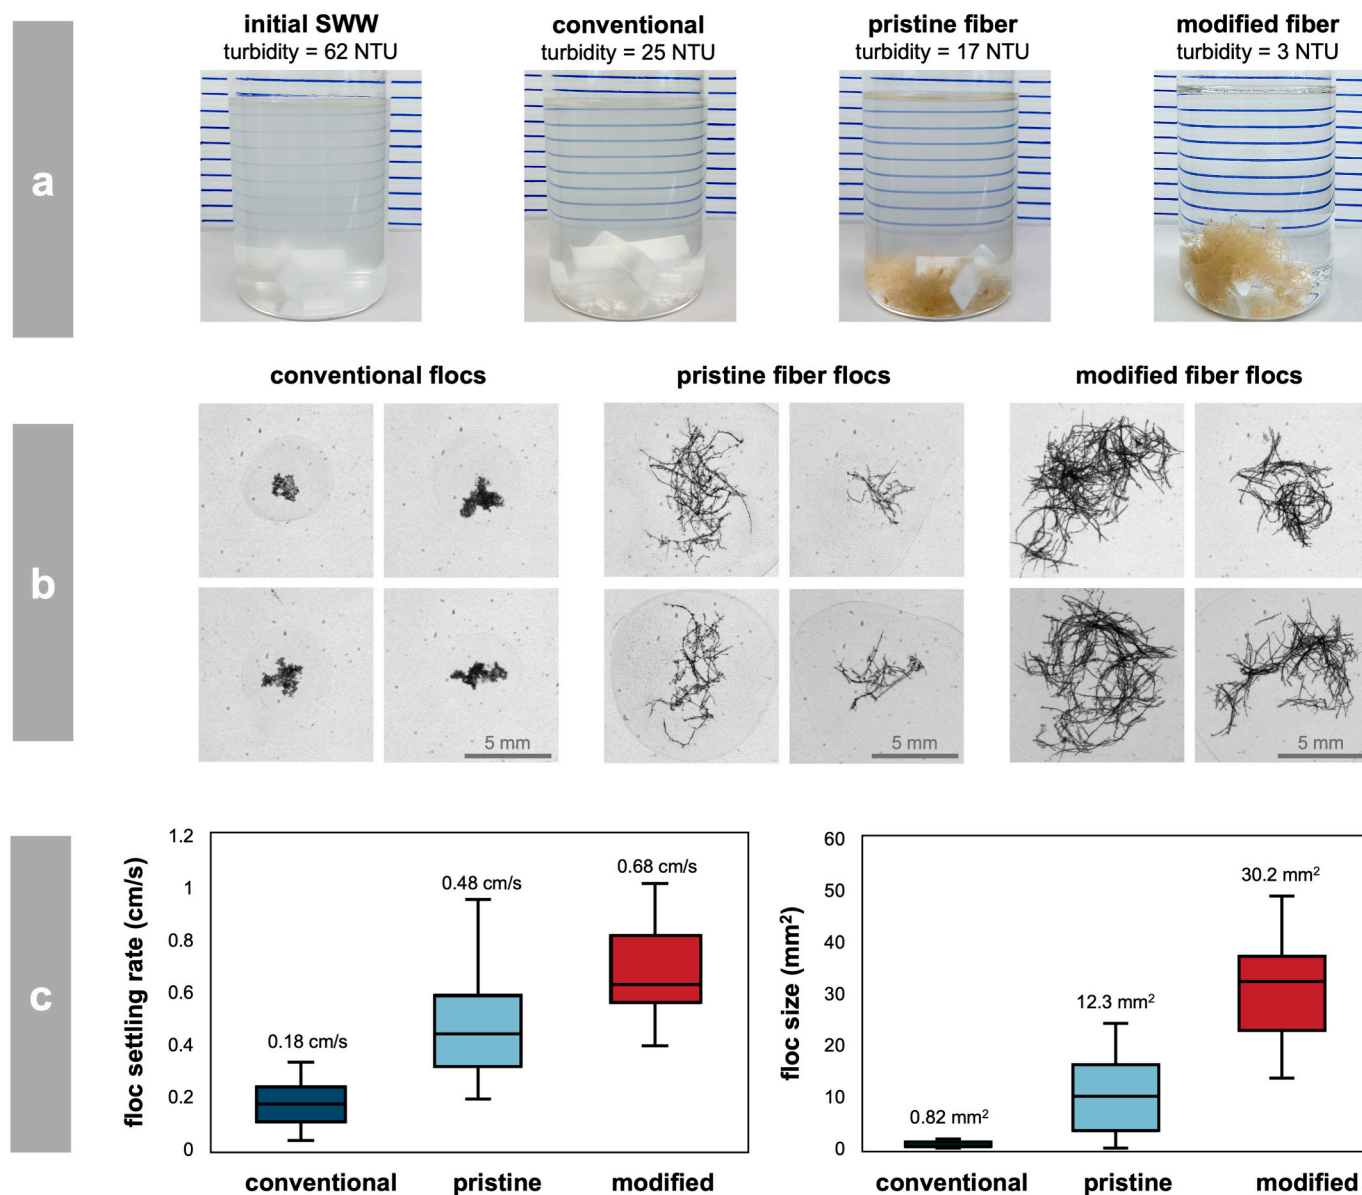 a
initial SWW
turbidity = 62 NTU
conventional
turbidity = 25 NTU
pristine fiber
turbidity = 17 NTU
modified fiber
turbidity = 3 NTU
b
conventional flocs
pristine fiber flocs
modified fiber flocs
5 mm
5 mm
5 mm
c
floc settling rate (cm/s)
1.2
1
0.8
0.6
0.4
0.2
0
0.18 cm/s
0.48 cm/s
0.68 cm/s
conventional
pristine
modified
floc size (mm²)
60
50
40
30
20
10
0
0.82 mm²
12.3 mm²
30.2 mm²
conventional
pristine
modified